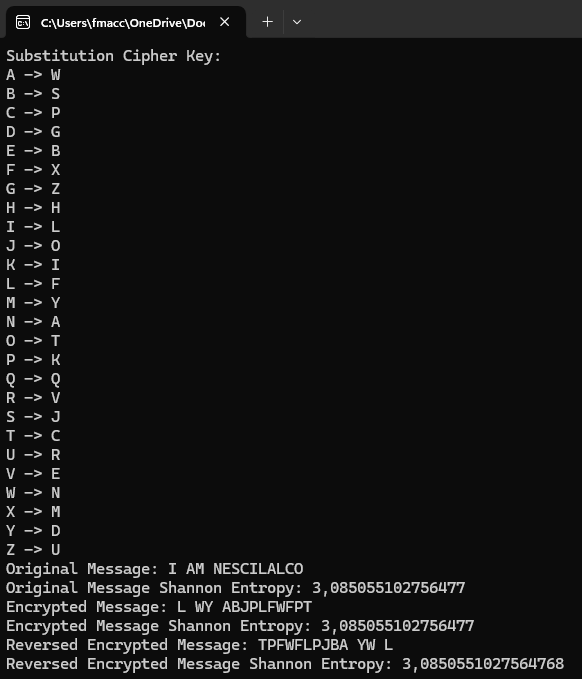 C:\Users\fmacc\OneDrive\Doc
Substitution Cipher Key:
A -> W
B -> S
C -> P
D -> G
E -> B
F -> X
G -> Z
H -> H
I -> L
J -> O
K -> I
L -> F
M -> Y
N -> A
O -> T
P -> K
Q -> Q
R -> V
S -> J
T -> C
U -> R
V -> E
W -> N
X -> M
Y -> D
Z -> U
Original Message: I AM NESCILALCO
Original Message Shannon Entropy: 3,085055102756477
Encrypted Message: L WY ABJPLFWFPT
Encrypted Message Shannon Entropy: 3,085055102756477
Reversed Encrypted Message: TPFWFLPJBA YW L
Reversed Encrypted Message Shannon Entropy: 3,0850551027564768